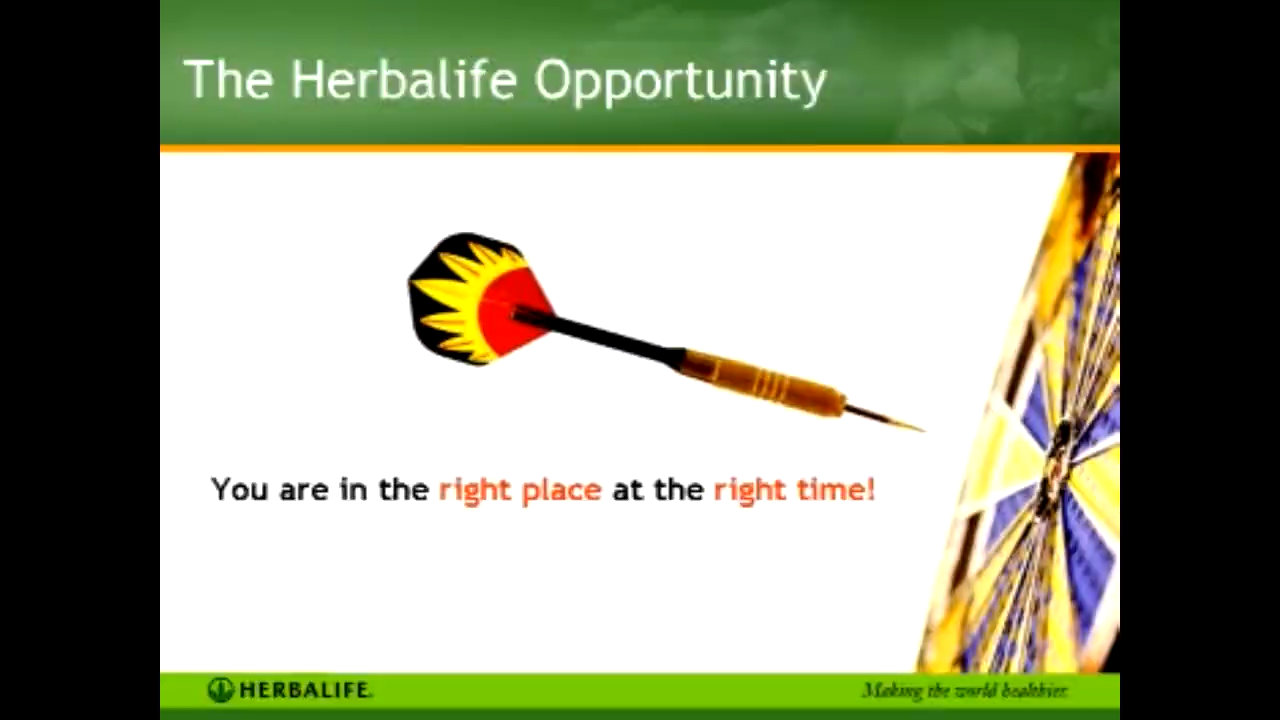 The Herbalife Opportunity
You are in the right place at the right time!
HERBALIFE.
Making the world healthier.